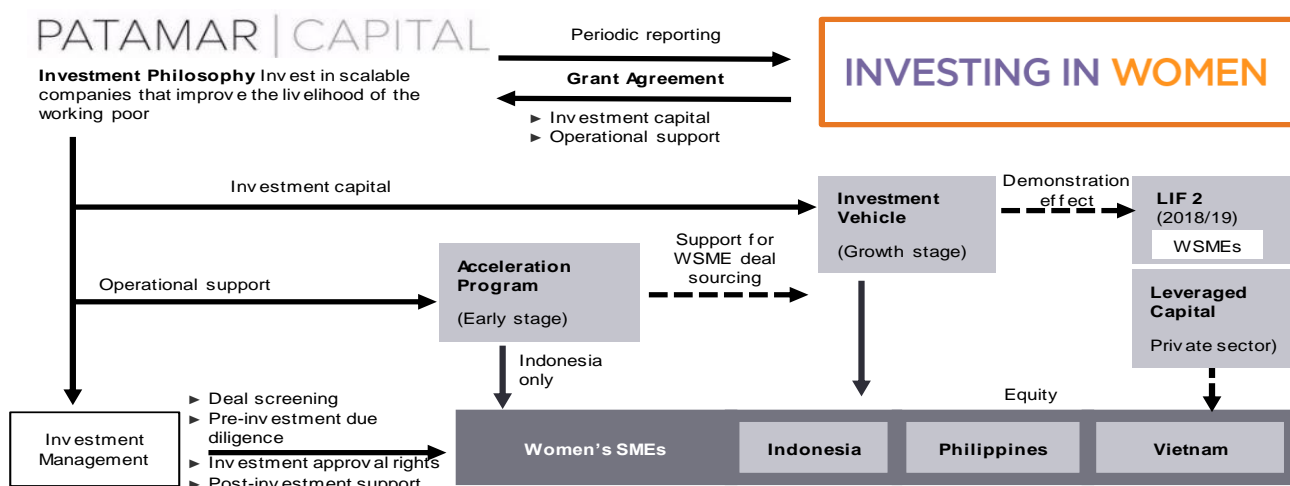 PATAMAR | CAPITAL
Investment Philosophy Invest in scalable
companies that improve the livelihood of the
working poor
Periodic reporting
Grant Agreement
► Investment capital
► Operational support
INVESTING IN WOMEN
Investment capital
Investment
Vehicle
(Growth stage)
Demonstration
effect
LIF 2
(2018/19)
WSMEs
Operational support
Acceleration
Program
(Early stage)
Support for
WSME deal
sourcing
Leveraged
Capital
Private sector)
Indonesia
only
Equity
Investment
Management
► Deal screening
► Pre-investment due
diligence
► Investment approval rights
► Post-investment support
Women's SMEs
Indonesia
Philippines
Vietnam